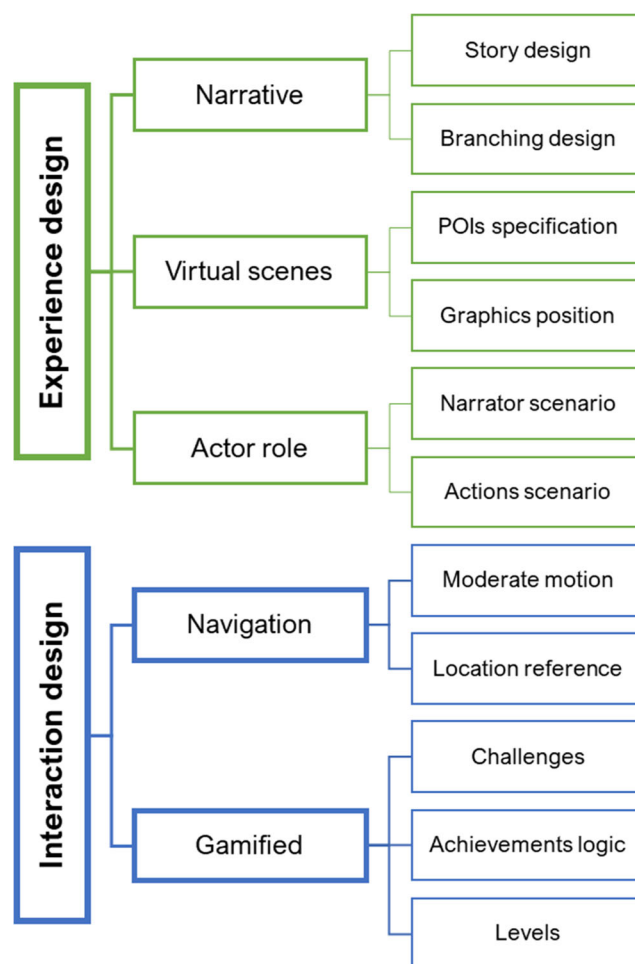 Experience design
Narrative
Story design
Branching design
Virtual scenes
POIs specification
Graphics position
Actor role
Narrator scenario
Actions scenario
Interaction design
Navigation
Moderate motion
Location reference
Gamified
Challenges
Achievements logic
Levels